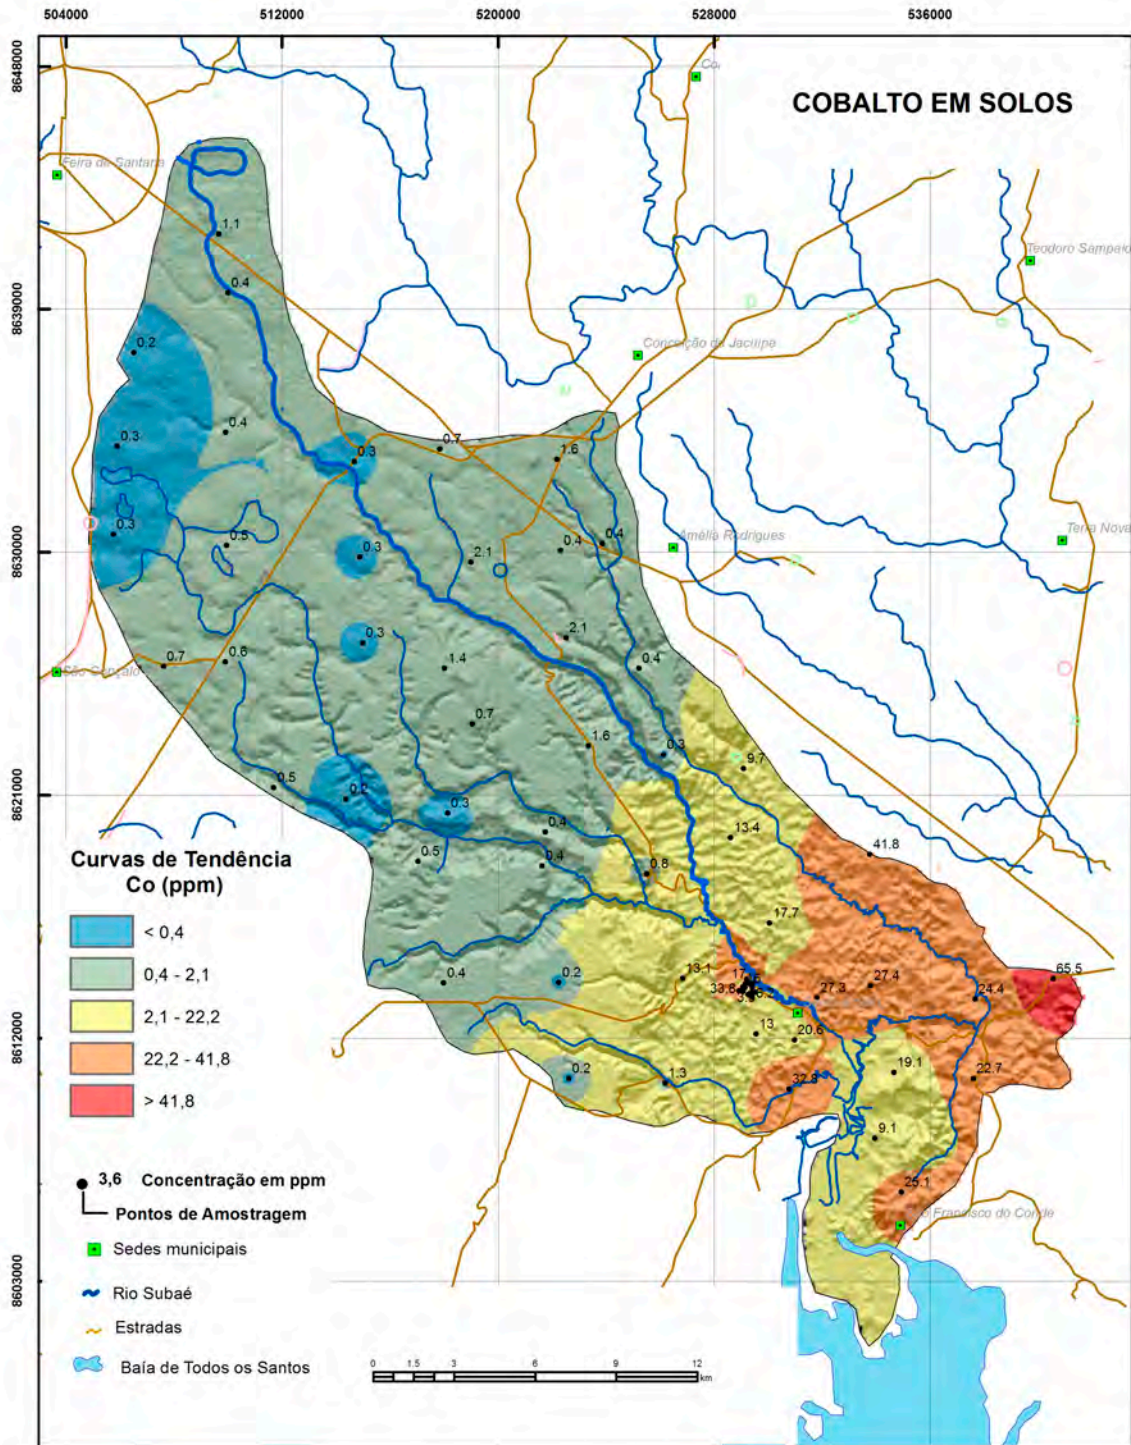 504000 512000 520000 528000 536000
8648000
8639000
8630000
8621000
8612000
8603000
COBALTO EM SOLOS
Feira de Santana
Teodoro Sampaio
Conceição do Jacuípe
Amélia Rodrigues
Terra Nova
São Gonçalo
Francisco do Conde
1.1
0.4
0.2
0.4
0.3
0.3
0.7
1.6
0.3
0.5
0.3
2.1
0.4
0.4
0.3
2.1
0.7
0.6
1.4
0.4
0.7
1.6
0.3
9.7
0.5
0.2
0.3
0.4
13.4
0.5
0.4
0.8
41.8
17.7
0.4
0.2
13.1
27.3
27.4
24.4
65.5
13
20.6
0.2
1.3
19.1
22.7
9.1
25.1
Curvas de Tendência
Co (ppm)
< 0,4
0,4 - 2,1
2,1 - 22,2
22,2 - 41,8
> 41,8
3,6 Concentração em ppm
Pontos de Amostragem
Sedes municipais
Rio Subaé
Estradas
Baía de Todos os Santos
0 1.5 3 6 9 12
km